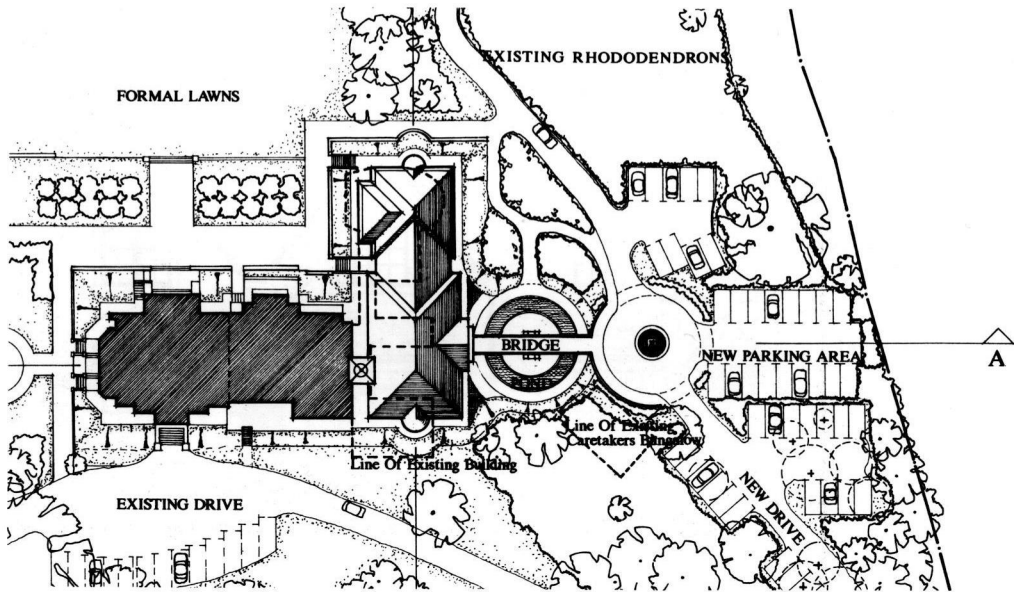 EXISTING RHODODENDRONS
FORMAL LAWNS
BRIDGE
NEW PARKING AREA
A
POND
Line Of Existing
Caretakers Bungalow
Line Of Existing Building
EXISTING DRIVE
NEW DRIVE